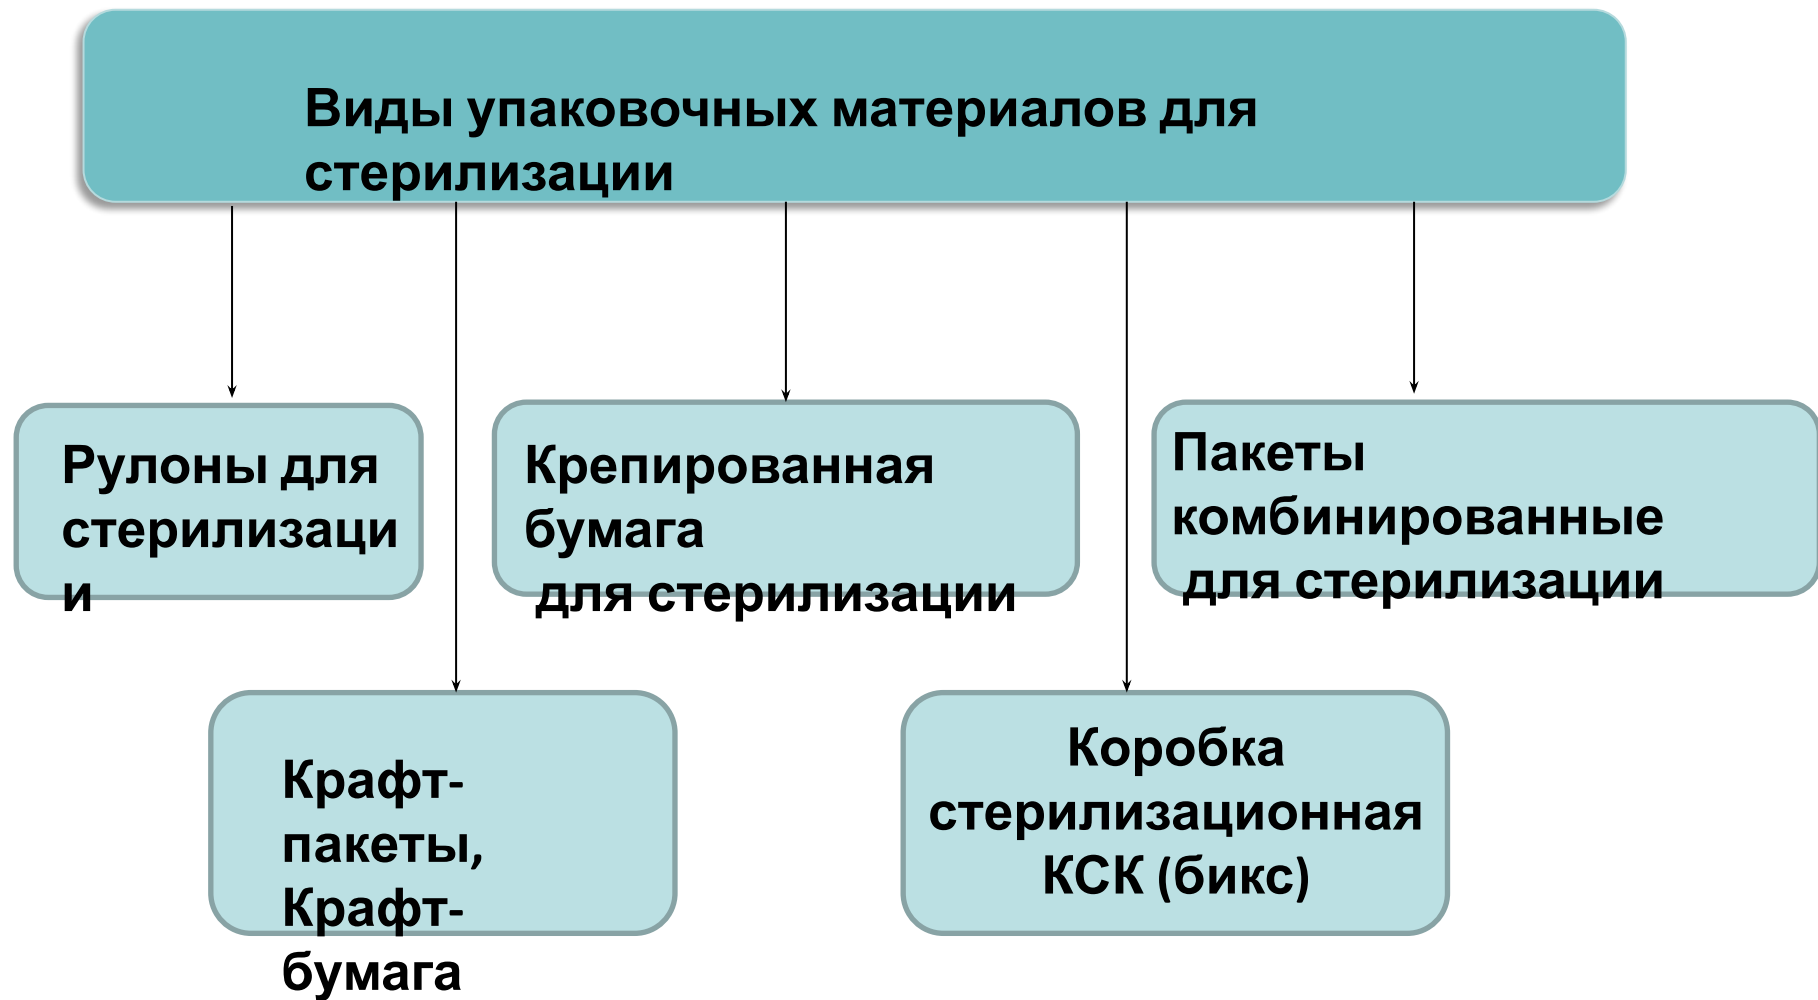 Виды упаковочных материалов для
стерилизации
Рулоны для
стерилизаци
и
Крепированная
бумага
для стерилизации
Пакеты
комбинированные
для стерилизации
Крафт-
пакеты,
Крафт-
бумага
Коробка
стерилизационная
КСК (бикс)